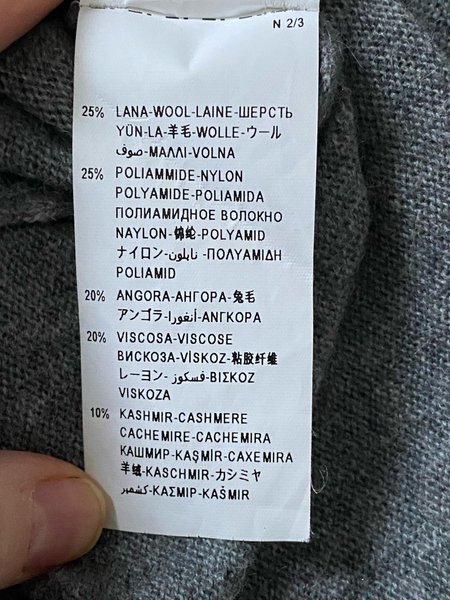 N 2/3
25% LANA-WOOL-LAINE-ШЕРСТЬ
YÜN-LA-羊毛-WOLLE-ウール
صوف-ΜΑΛΛΙ-VOLNA
25% POLIAMMIDE-NYLON
POLYAMIDE-POLIAMIDA
ПОЛИАМИДНОЕ ВОЛОКНО
NAYLON-锦纶-POLYAMID
ナイロン-نايلون-ΠΟΛΥΑΜΙΔΗ
POLIAMID
20% ANGORA-АНГОРА-兔毛
アンゴラ-أنغورا-ΑΝΓΚΟΡΑ
20% VISCOSA-VISCOSE
ВИСКОЗА-VİSKOZ-粘胶纤维
レーヨン-فسكوز-ΒΙΣΚΟΖ
VISKOZA
10% KASHMIR-CASHMERE
CACHEMIRE-CACHEMIRA
КАШМИР-KAŞMİR-CAXEMIRA
羊绒-KASCHMIR-カシミヤ
كشمير-ΚΑΣΜΙΡ-KAŠMIR